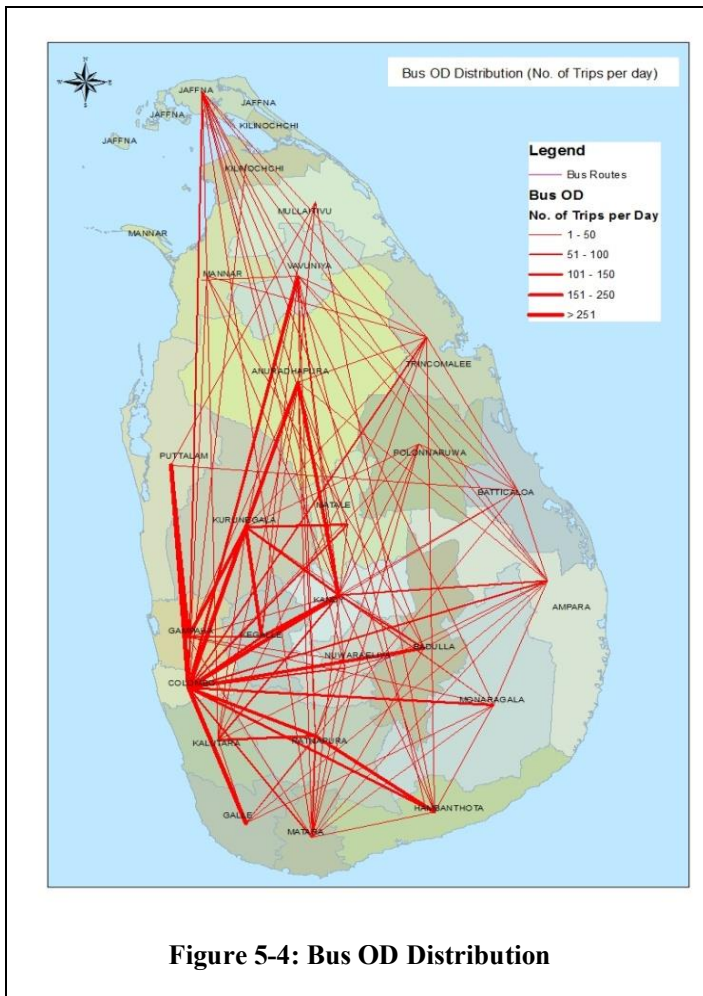 Bus OD Distribution (No. of Trips per day)
JAFFNA
JAFFNA
JAFFNA
KILINOCHCHI
JAFFNA
KILINOCHCHI
MULLAITIVU
MANNAR
VAVUNIYA
MANNAR
TRINCOMALEE
ANURADHAPURA
POLONNARUWA
PUTTALAM
BATTICALOA
NATALE
KURUNEGALA
KANDY
AMPARA
GAMPAHA
KEGALLE
BADULLA
NUWARAELIYA
COLOMBO
MONARAGALA
KALUTARA
RATNAPURA
HAMBANTHOTA
GALLE
MATARA
Legend
Bus Routes
Bus OD
No. of Trips per Day
1 - 50
51 - 100
101 - 150
151 - 250
> 251
Figure 5-4: Bus OD Distribution